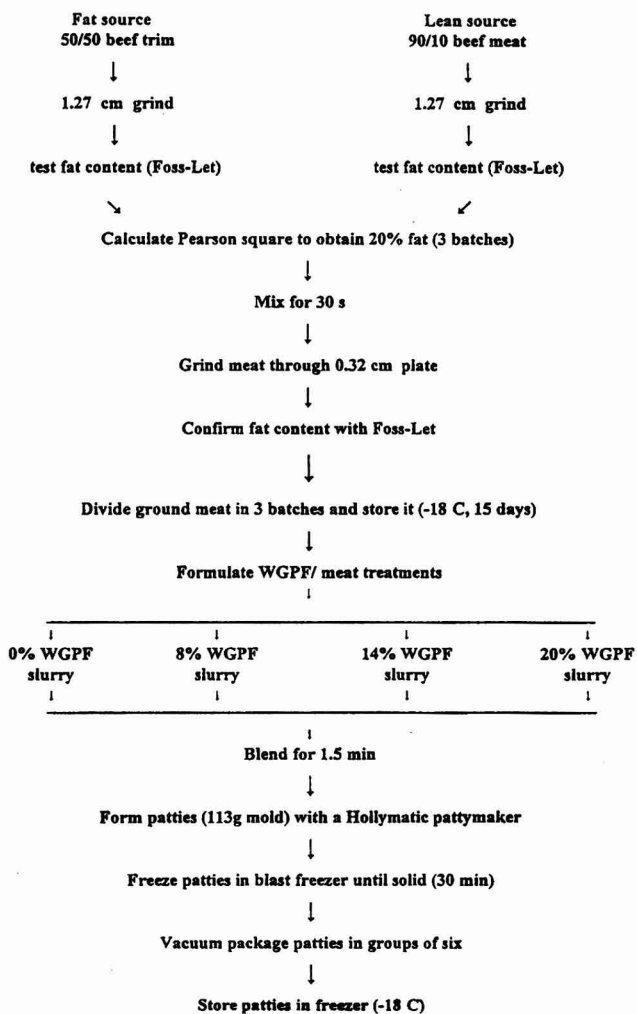 Fat source
50/50 beef trim
Lean source
90/10 beef meat
1.27 cm grind
1.27 cm grind
test fat content (Foss-Let)
test fat content (Foss-Let)
Calculate Pearson square to obtain 20% fat (3 batches)
Mix for 30 s
Grind meat through 0.32 cm plate
Confirm fat content with Foss-Let
Divide ground meat in 3 batches and store it (-18 C, 15 days)
Formulate WGPF/ meat treatments
0% WGPF
slurry
8% WGPF
slurry
14% WGPF
slurry
20% WGPF
slurry
Blend for 1.5 min
Form patties (113g mold) with a Hollymatic pattymaker
Freeze patties in blast freezer until solid (30 min)
Vacuum package patties in groups of six
Store patties in freezer (-18 C)